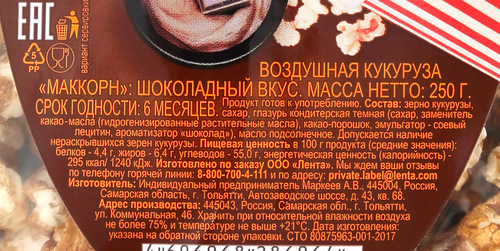 EAC
вариант сервировки
5
PP
ВОЗДУШНАЯ КУКУРУЗА
«МАККОРН»: ШОКОЛАДНЫЙ ВКУС. МАССА НЕТТО: 250 Г.
СРОК ГОДНОСТИ: 6 МЕСЯЦЕВ. Продукт готов к употреблению. Состав: зерно кукурузы,
сахар, глазурь кондитерская темная (сахар, заменитель
какао-масла (гидрогенизированные растительные масла), какао-порошок, эмульгатор - соевый
лецитин, ароматизатор «шоколад»), масло подсолнечное. Допускается наличие
нераскрывшихся зерен кукурузы. Пищевая ценность в 100 г продукта (средние значения):
белков - 4,4 г, жиров - 6,4 г, углеводов - 55,0 г, энергетическая ценность (калорийность) -
295 ккал/ 1240 кДж. Изготовлено по заказу ООО «Лента». Мы ждем ваши отзывы
по телефону горячей линии: 8-800-700-4-111 и по адресу: private.label@lenta.com
Изготовитель: Индивидуальный предприниматель Маркеев А.В., 445004, Россия,
Самарская область, г. Тольятти, Автозаводское шоссе, д. 43, кв. 68.
Адрес производства: 445043, Россия, Самарская обл., г. Тольятти,
ул. Коммунальная, 46. Хранить при относительной влажности воздуха
не более 75% и температуре не выше +21°C. Дата изготовления
указана на обратной стороне упаковки. СТО 80875963-001-2017